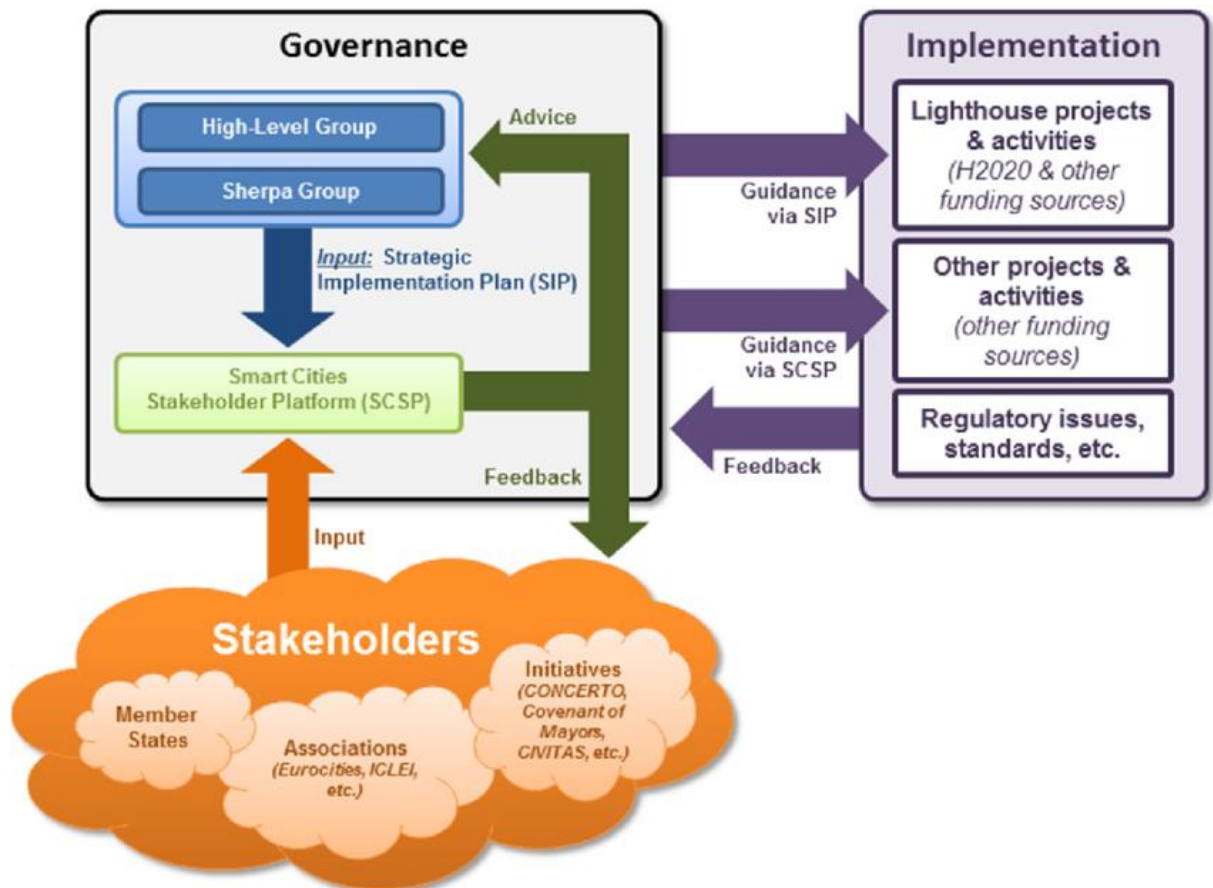 Governance
High-Level Group
Sherpa Group
Advice
Input: Strategic
Implementation Plan (SIP)
Smart Cities
Stakeholder Platform (SCSP)
Feedback
Input
Guidance
via SIP
Guidance
via SCSP
Feedback
Implementation
Lighthouse projects
& activities
(H2020 & other
funding sources)
Other projects &
activities
(other funding
sources)
Regulatory issues,
standards, etc.
Stakeholders
Member
States
Associations
(Eurocities, ICLEI,
etc.)
Initiatives
(CONCERTO,
Covenant of
Mayors,
CIVITAS, etc.)